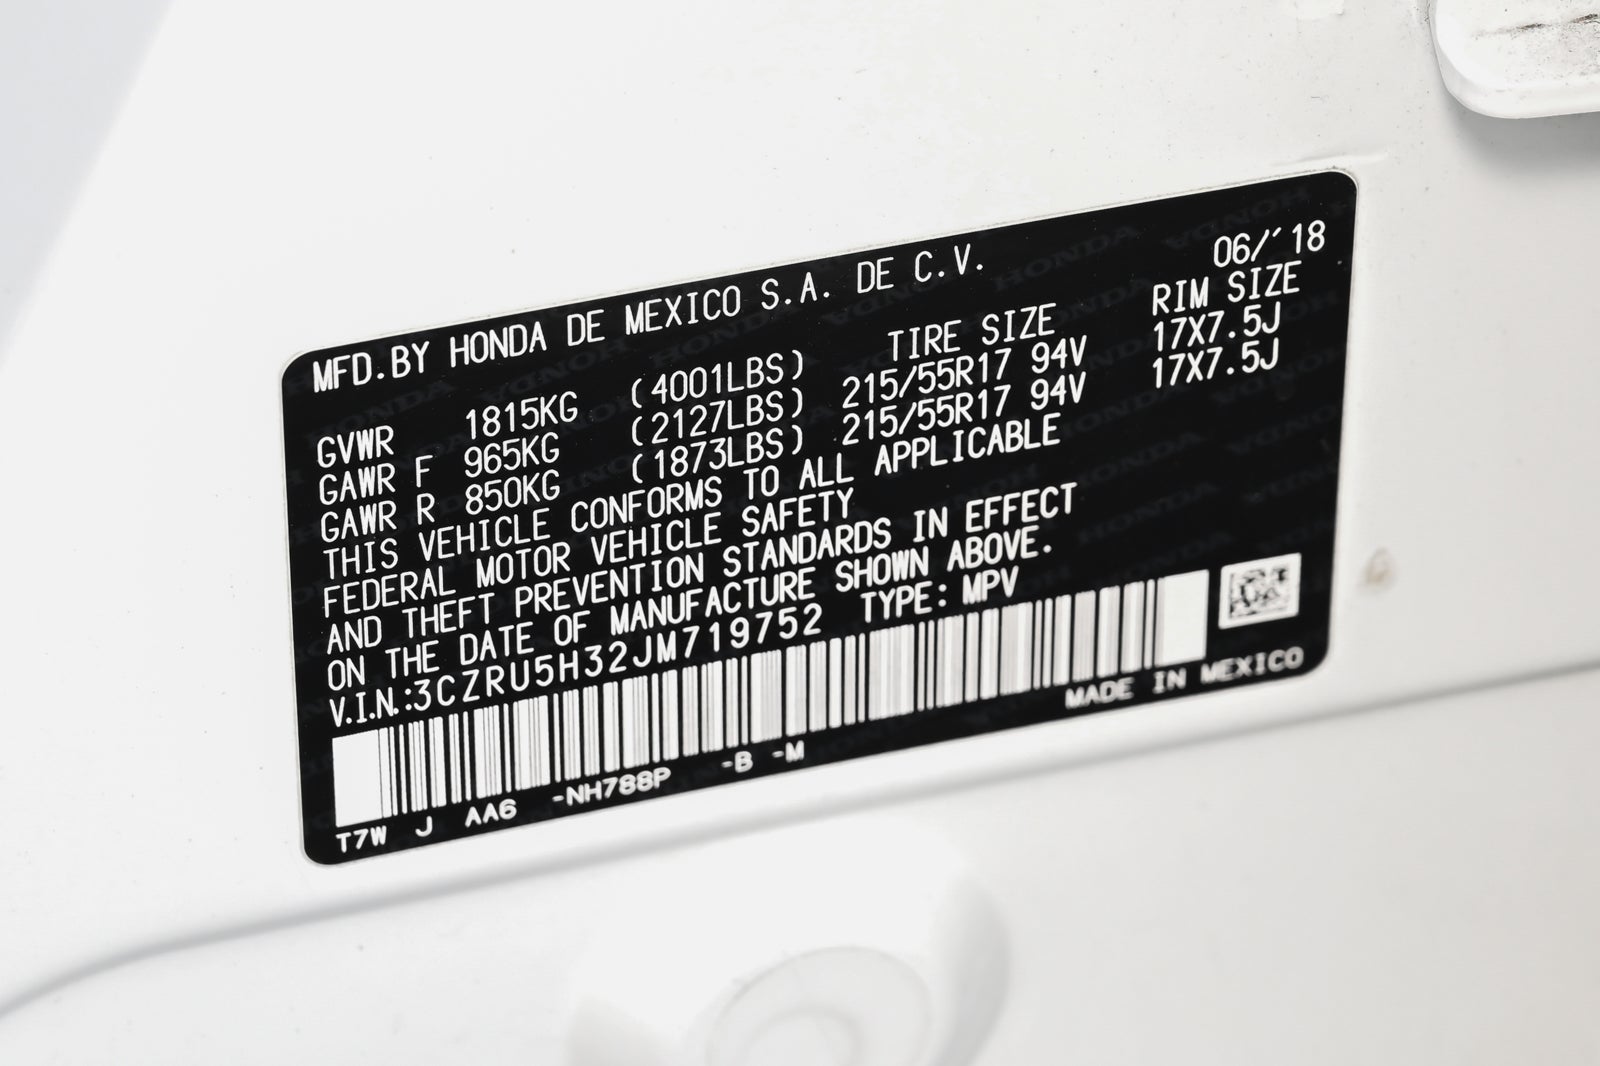 MFD.BY HONDA DE MEXICO S.A. DE C.V. 06/'18
TIRE SIZE RIM SIZE
GVWR 1815KG (4001LBS)
GAWR F 965KG (2127LBS) 215/55R17 94V 17X7.5J
GAWR R 850KG (1873LBS) 215/55R17 94V 17X7.5J
THIS VEHICLE CONFORMS TO ALL APPLICABLE
FEDERAL MOTOR VEHICLE SAFETY
AND THEFT PREVENTION STANDARDS IN EFFECT
ON THE DATE OF MANUFACTURE SHOWN ABOVE.
V.I.N.:3CZRU5H32JM719752 TYPE: MPV
T7W J AA6 -NH788P -B -M MADE IN MEXICO